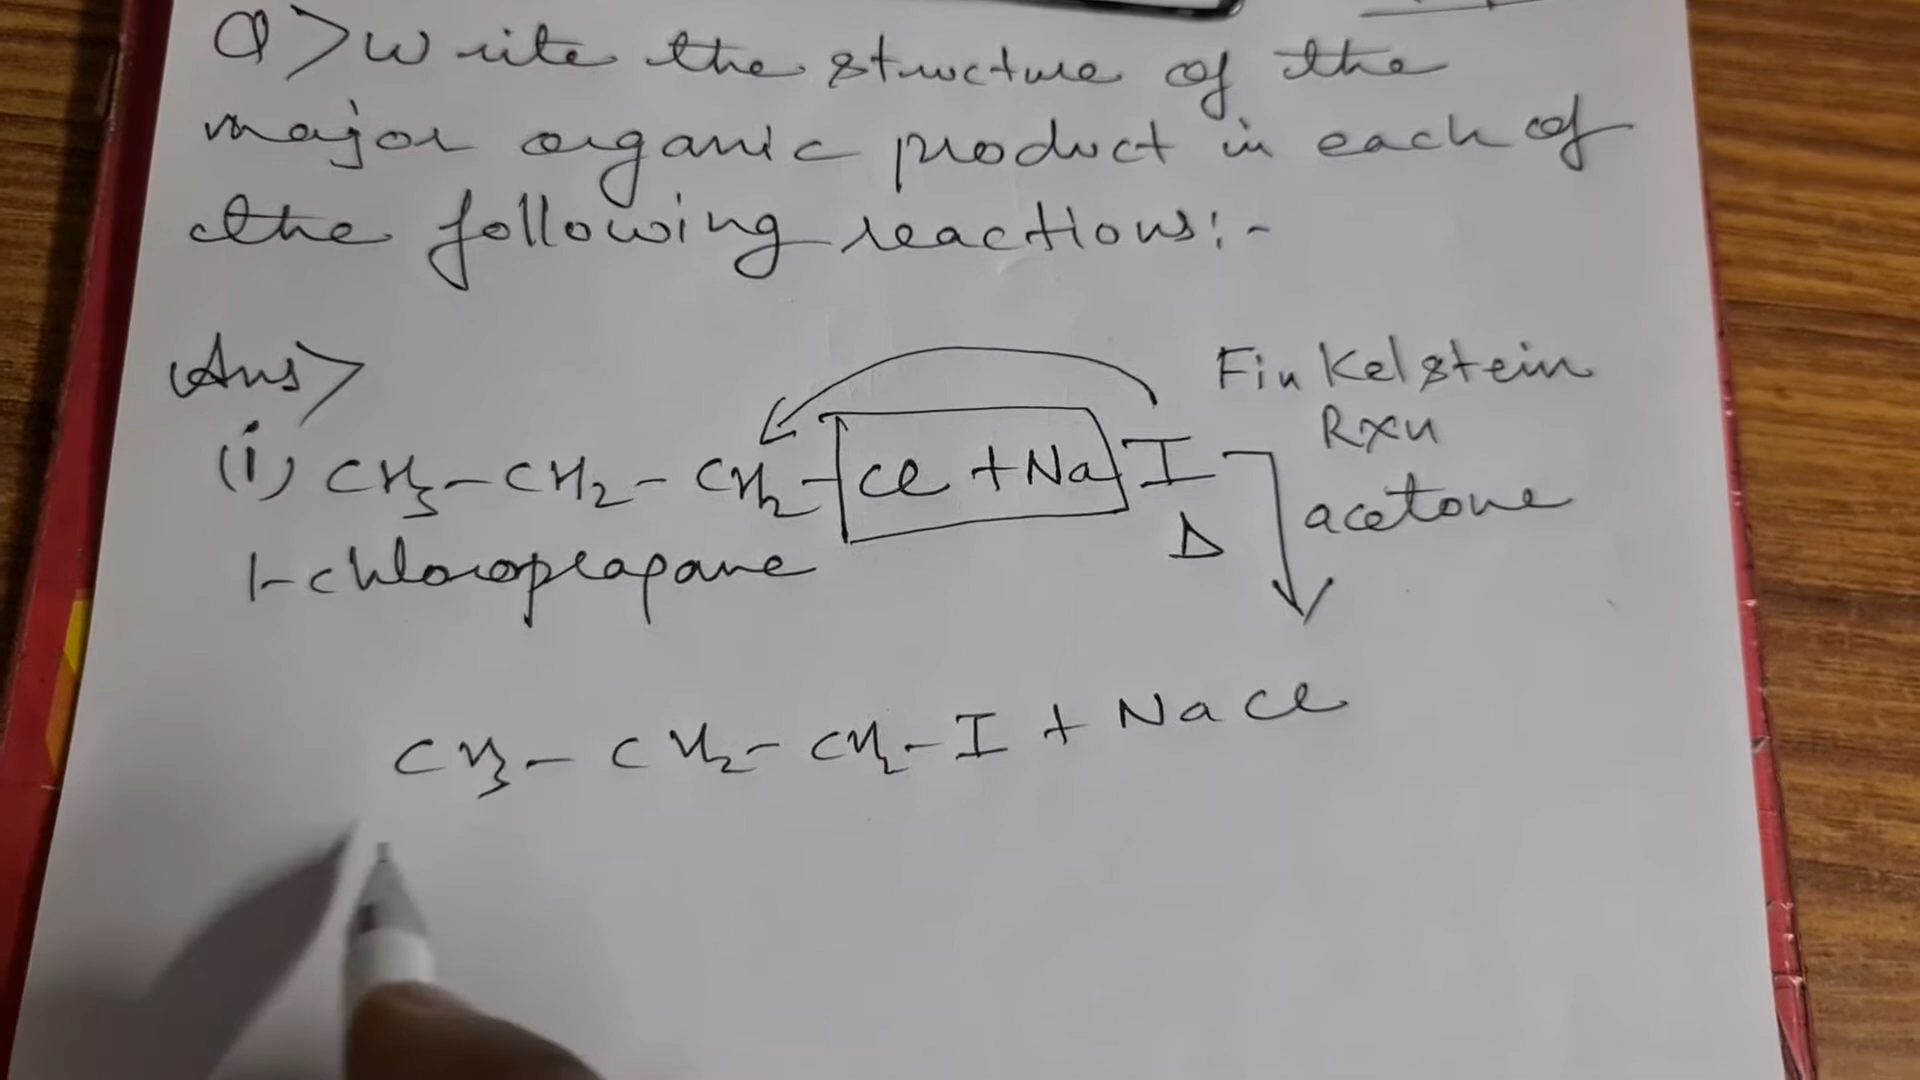 Q> Write the structure of the
major organic product in each of
the following reactions:-
Ans>
Finkelstein
Rxn
(i) CH3-CH2-CH2-Cl+NaI
acetone
Δ
1-chloropropane
CH3-CH2-CH2-I + NaCl